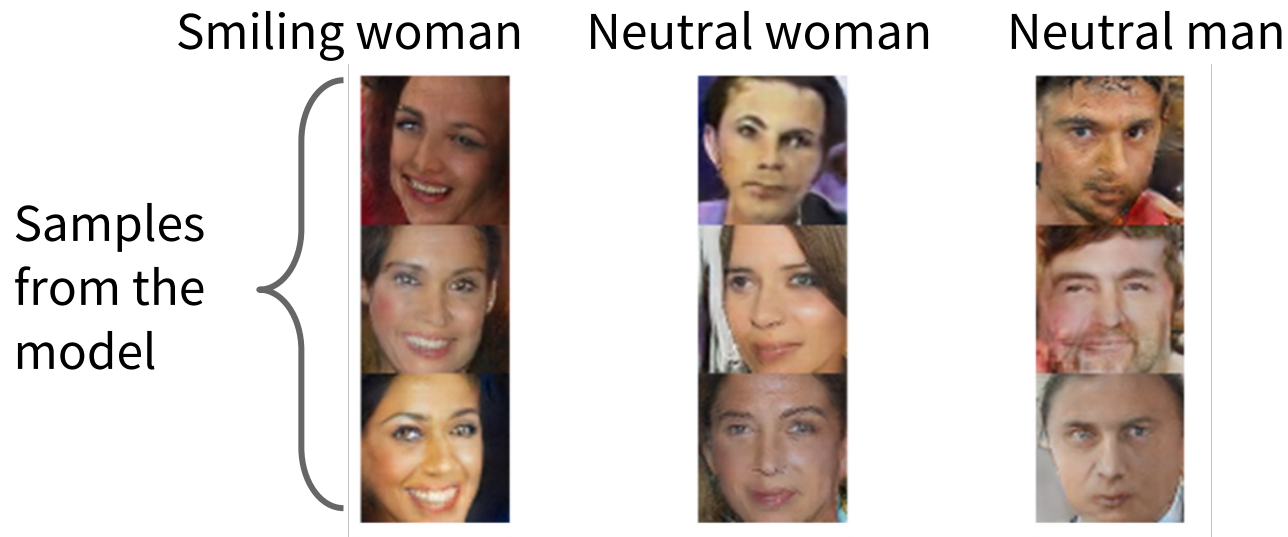 Smiling woman
Neutral woman
Neutral man
Samples
from the
model